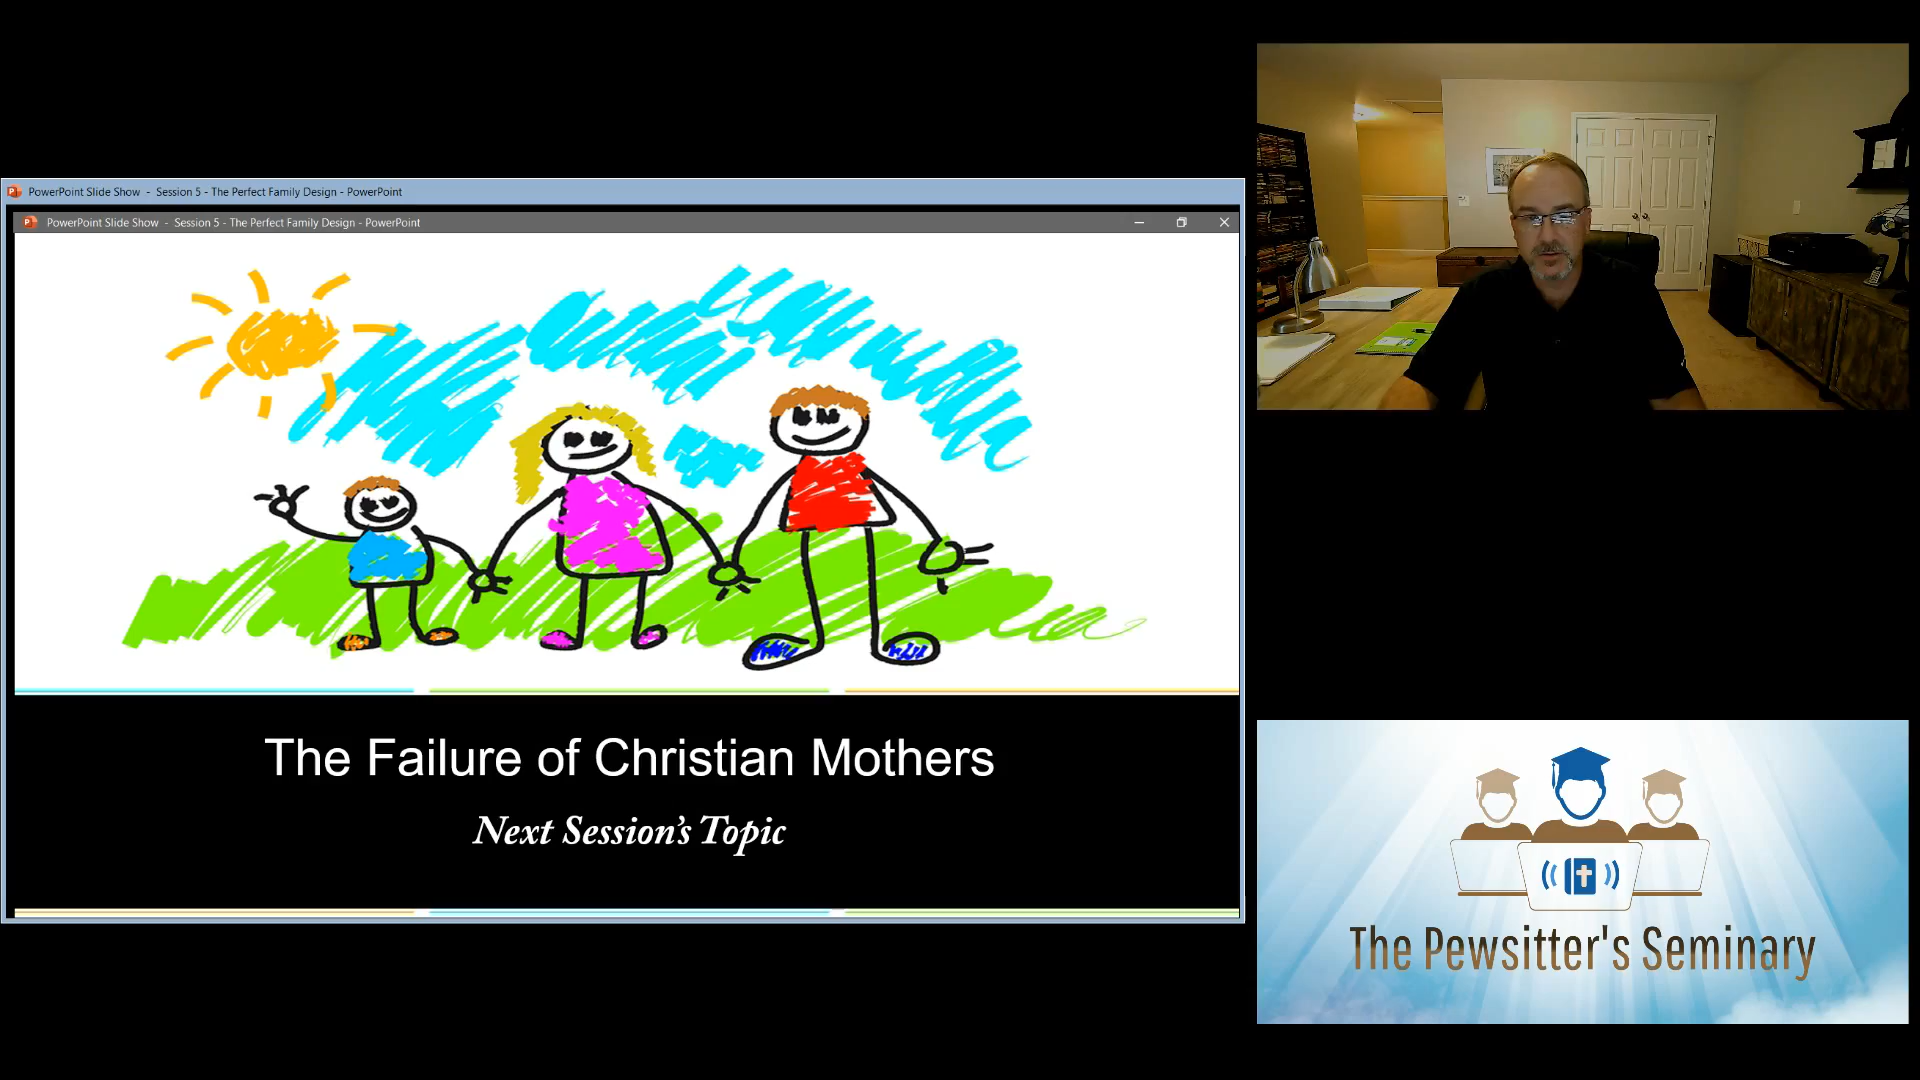 PowerPoint Slide Show - Session 5 - The Perfect Family Design - PowerPoint
PowerPoint Slide Show - Session 5 - The Perfect Family Design - PowerPoint
The Failure of Christian Mothers
Next Session's Topic
The Pewsitter's Seminary